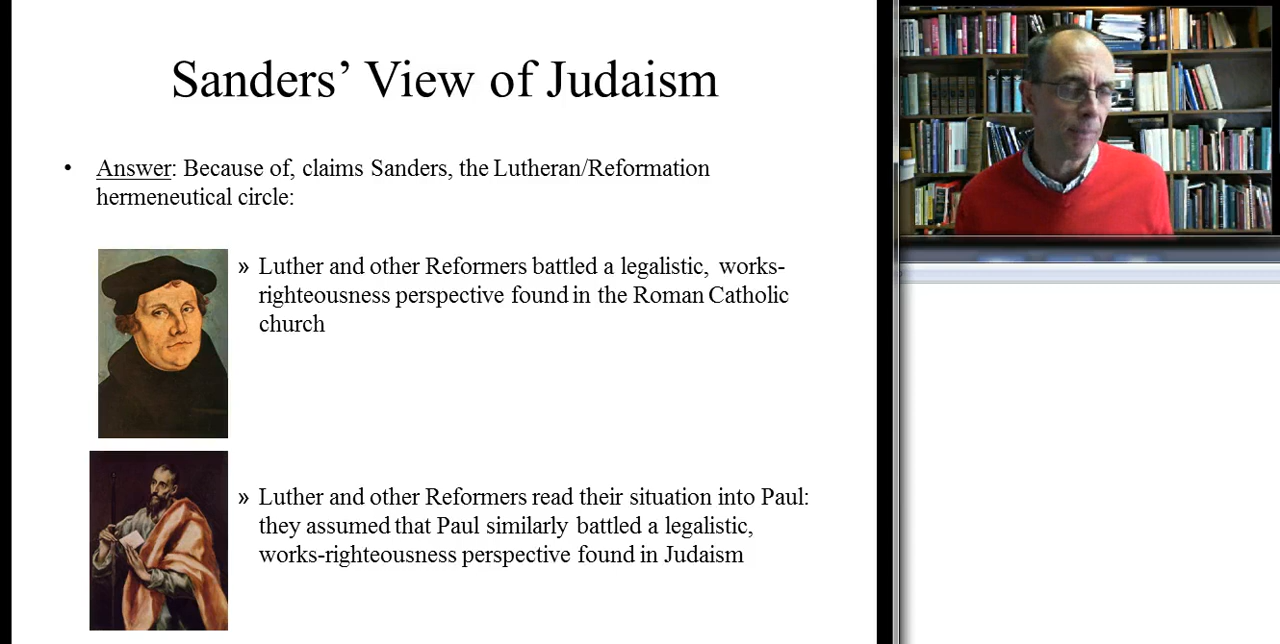 Sanders’ View of Judaism
• Answer: Because of, claims Sanders, the Lutheran/Reformation
hermeneutical circle:
» Luther and other Reformers battled a legalistic, works-
righteousness perspective found in the Roman Catholic
church
» Luther and other Reformers read their situation into Paul:
they assumed that Paul similarly battled a legalistic,
works-righteousness perspective found in Judaism